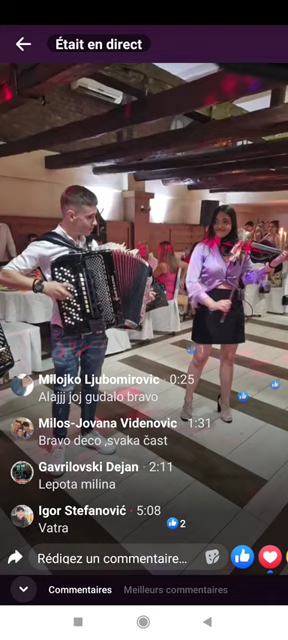 Était en direct
Milojko Ljubomirovic · 0:25
Alajjj joj gudalo bravo
Milos-Jovana Videnovic · 1:31
Bravo deco ,svaka čast
Gavrilovski Dejan · 2:11
Lepota milina
Igor Stefanović · 5:08
Vatra
2
Rédigez un commentaire...
Commentaires Meilleurs commentaires